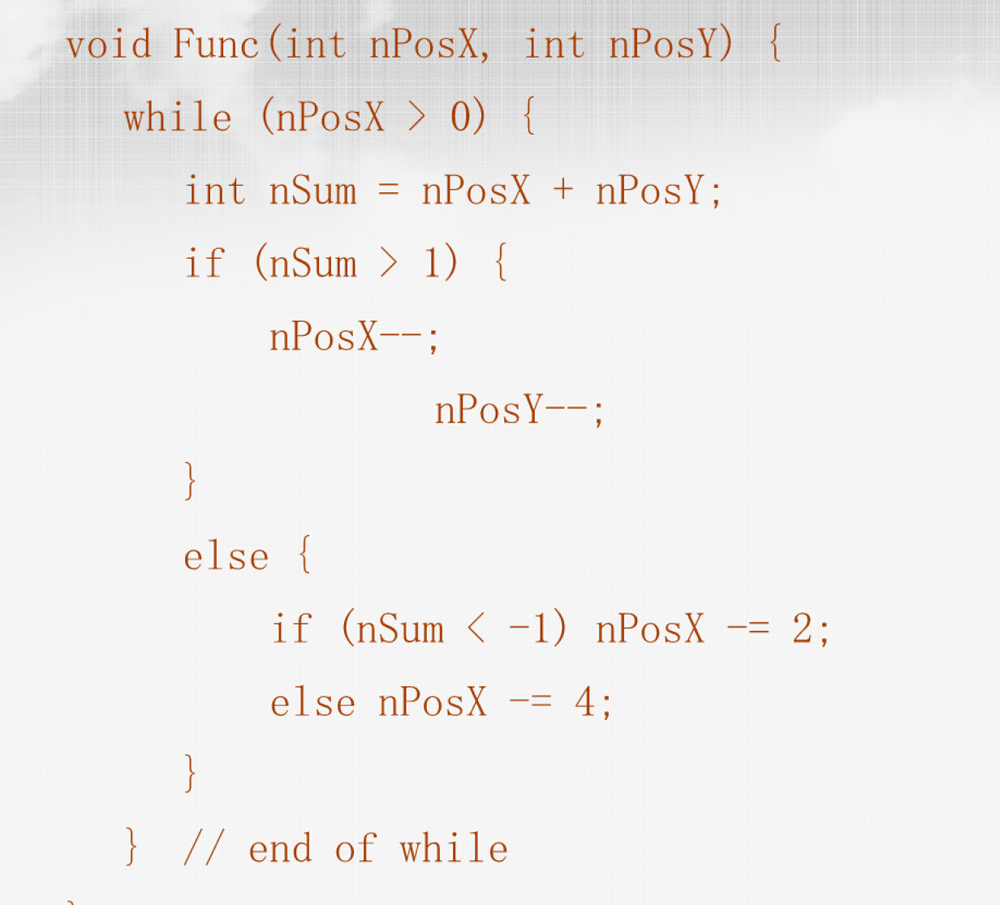 void Func(int nPosX, int nPosY) {
while (nPosX > 0) {
int nSum = nPosX + nPosY;
if (nSum > 1) {
nPosX--;
nPosY--;
}
else {
if (nSum < -1) nPosX -= 2;
else nPosX -= 4;
}
} // end of while